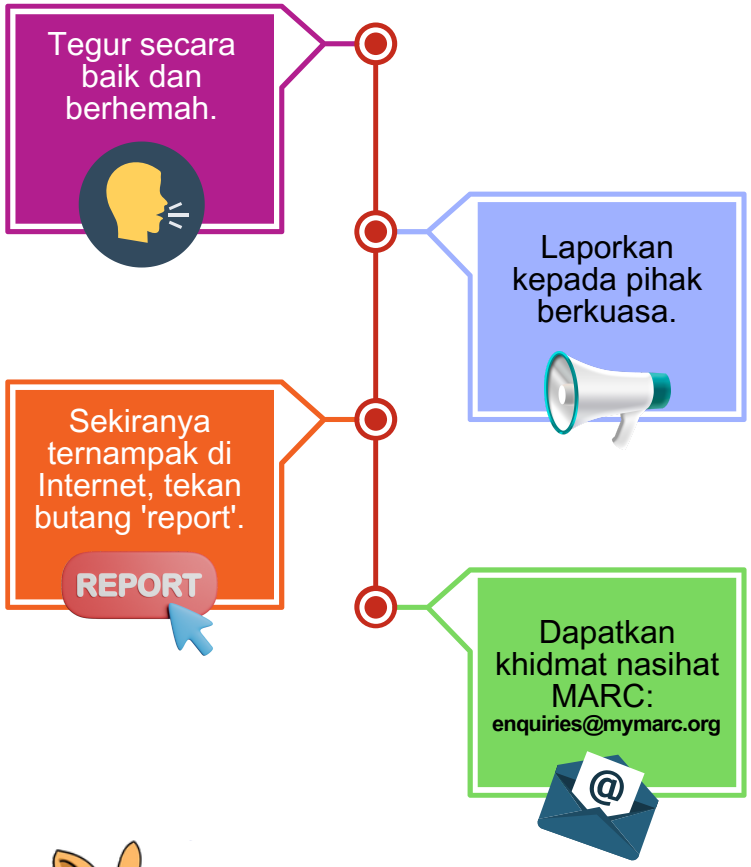 Tegur secara
baik dan
berhemah.
Laporkan
kepada pihak
berkuasa.
Sekiranya
ternampak di
Internet, tekan
butang 'report'.
REPORT
Dapatkan
khidmat nasihat
MARC:
enquiries@mymarc.org
@